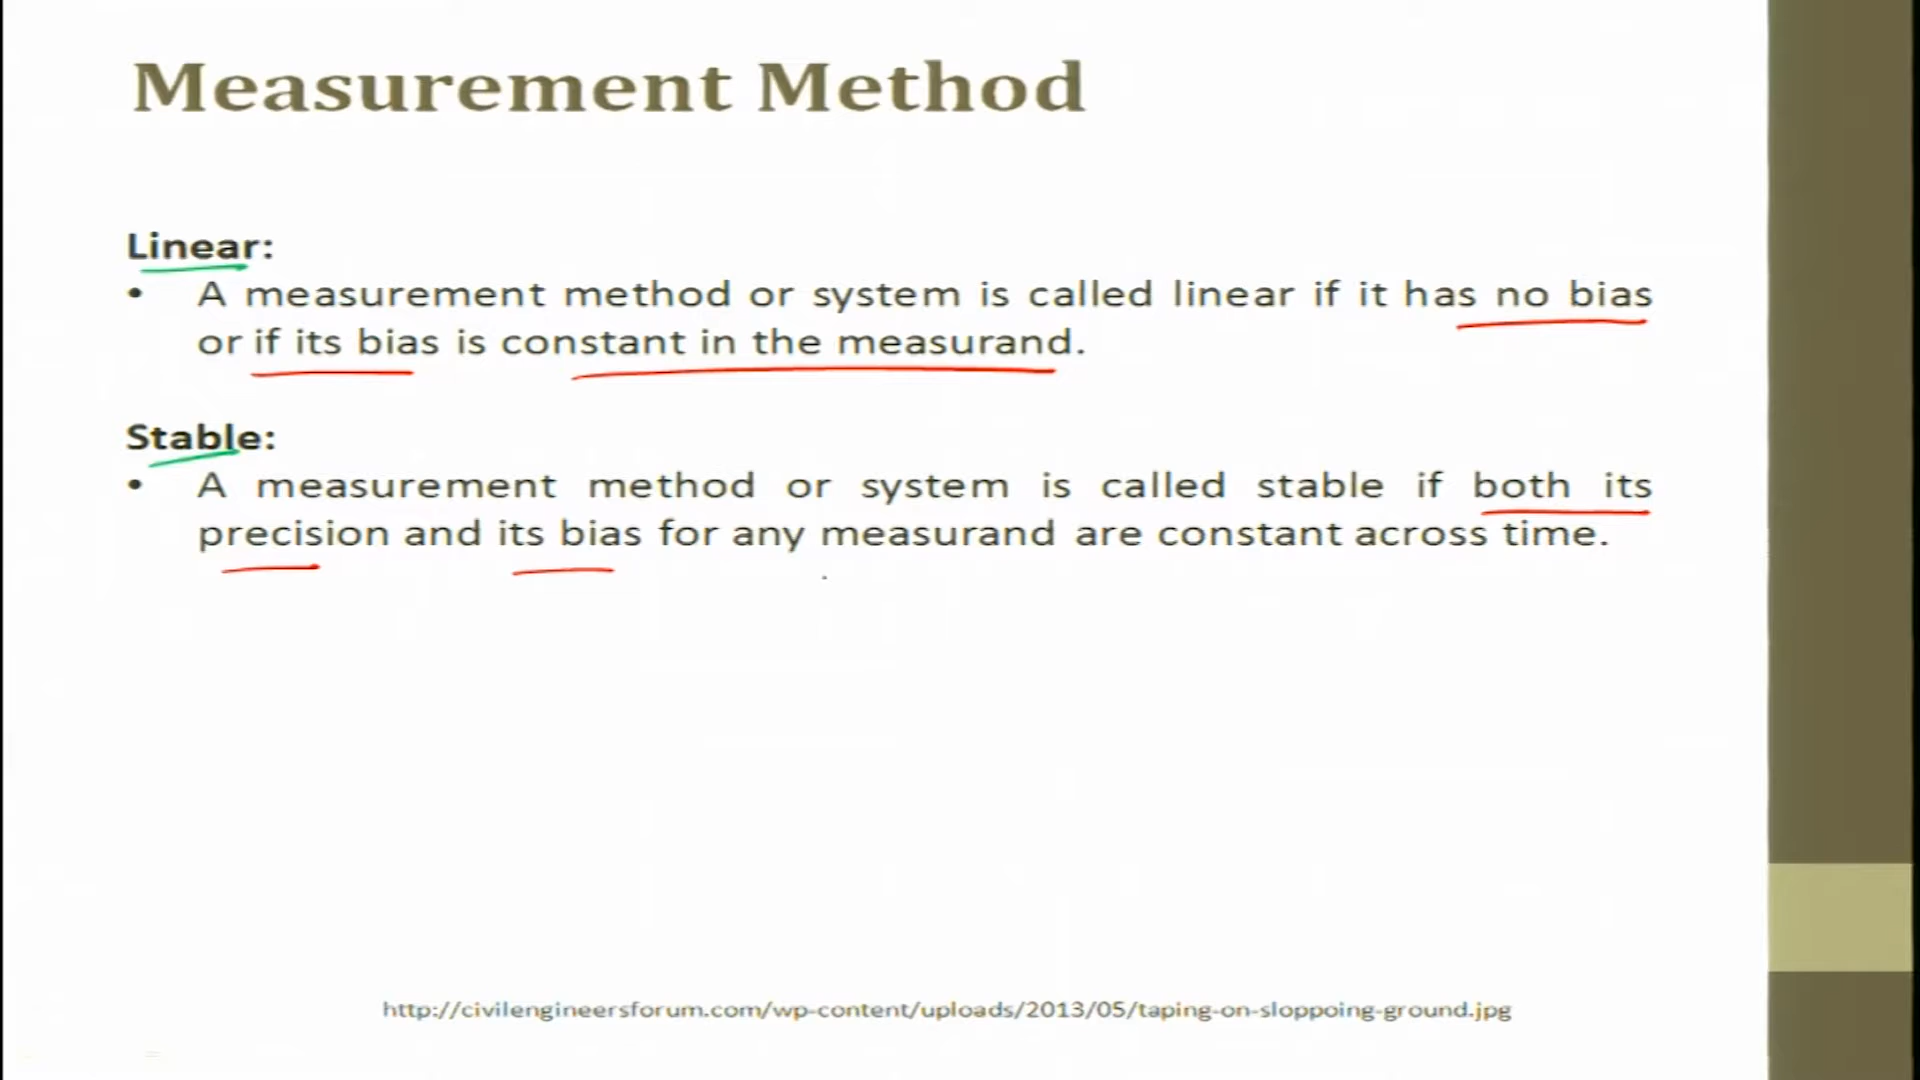 Measurement Method
Linear:
• A measurement method or system is called linear if it has no bias
or if its bias is constant in the measurand.
Stable:
• A measurement method or system is called stable if both its
precision and its bias for any measurand are constant across time.
http://civilengineersforum.com/wp-content/uploads/2013/05/taping-on-sloppoing-ground.jpg